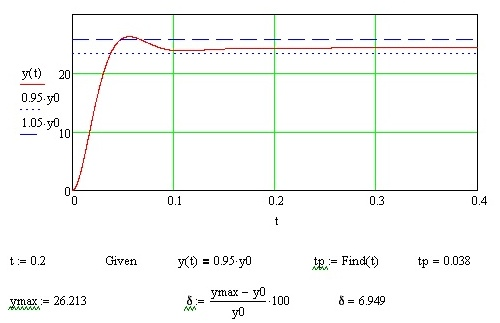 y(t)
0.95·y0
1.05·y0
20
10
0
0 0.1 0.2 0.3 0.4
t
t := 0.2 Given y(t) = 0.95·y0 tp := Find(t) tp = 0.038
ymax := 26.213 δ := (ymax − y0)/y0 ·100 δ = 6.949